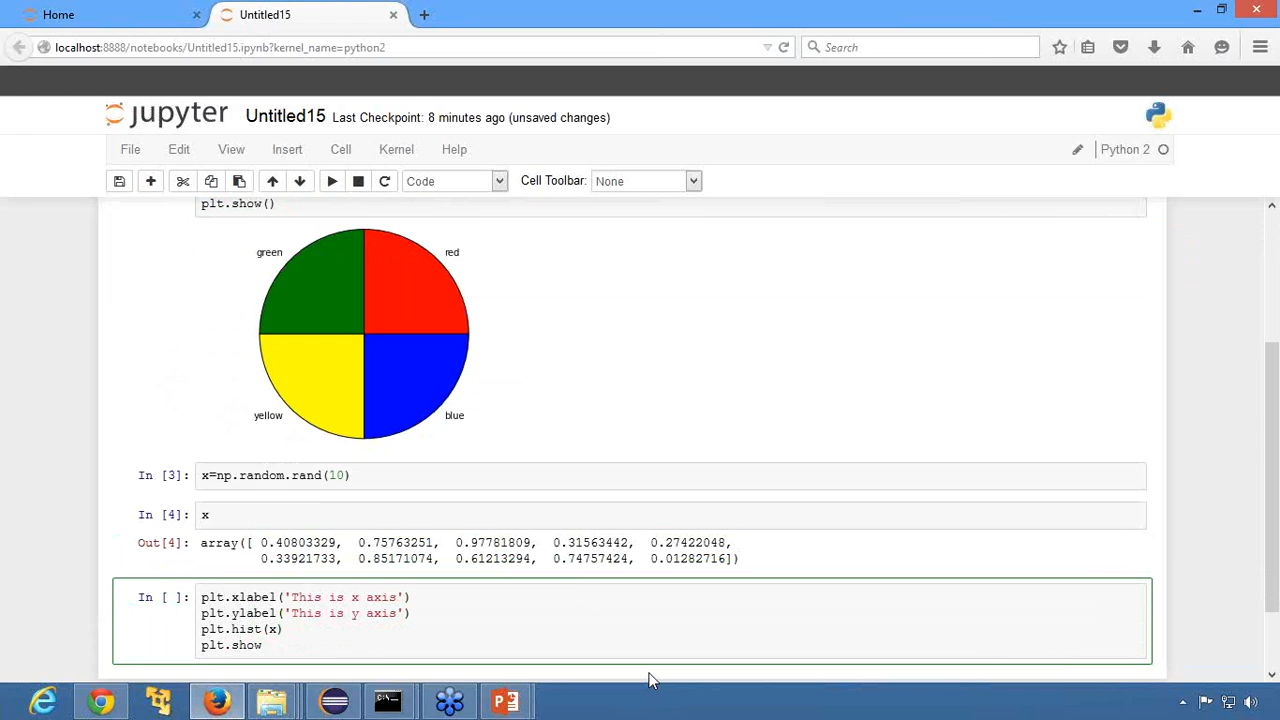 Home
Untitled15
localhost:8888/notebooks/Untitled15.ipynb?kernel_name=python2
Search
jupyter Untitled15 Last Checkpoint: 8 minutes ago (unsaved changes)
File Edit View Insert Cell Kernel Help
Python 2
Code
Cell Toolbar: None
plt.show()
green
red
yellow
blue
In [3]: x=np.random.rand(10)
In [4]: x
Out[4]: array([ 0.40803329, 0.75763251, 0.97781809, 0.31563442, 0.27422048,
0.33921733, 0.85171074, 0.61213294, 0.74757424, 0.01282716])
In [ ]: plt.xlabel('This is x axis')
plt.ylabel('This is y axis')
plt.hist(x)
plt.show